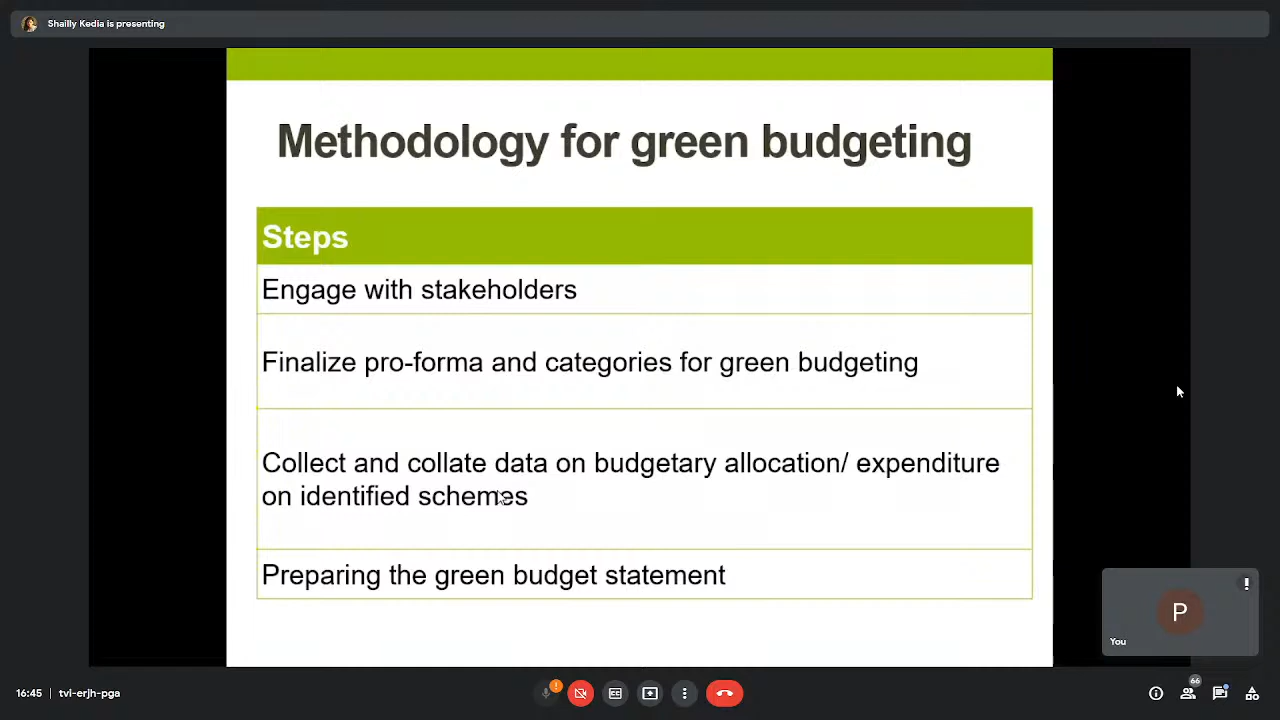 Shailly Kedia is presenting
Methodology for green budgeting
Steps
Engage with stakeholders
Finalize pro-forma and categories for green budgeting
Collect and collate data on budgetary allocation/ expenditure
on identified schemes
Preparing the green budget statement
P
You
16:45 | tvl-erjh-pga
66